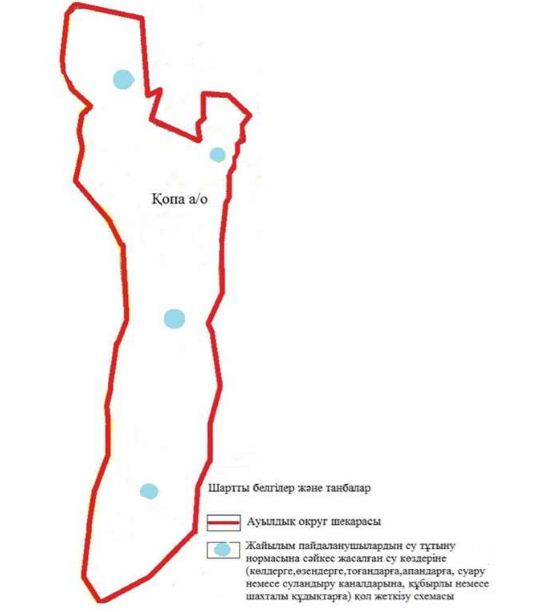 Қопа а/о
Шартты белгілер және таңбалар
Ауылдық округ шекарасы
Жайылым пайдаланушылардың су тұтыну
нормасына сәйкес жасалған су көздеріне
(көлдерге,өзендерге,тоғандарға,апандарға, суару
немесе суландыру каналдарына, құбырлы немесе
шахталы құдықтарға) қол жеткізу схемасы